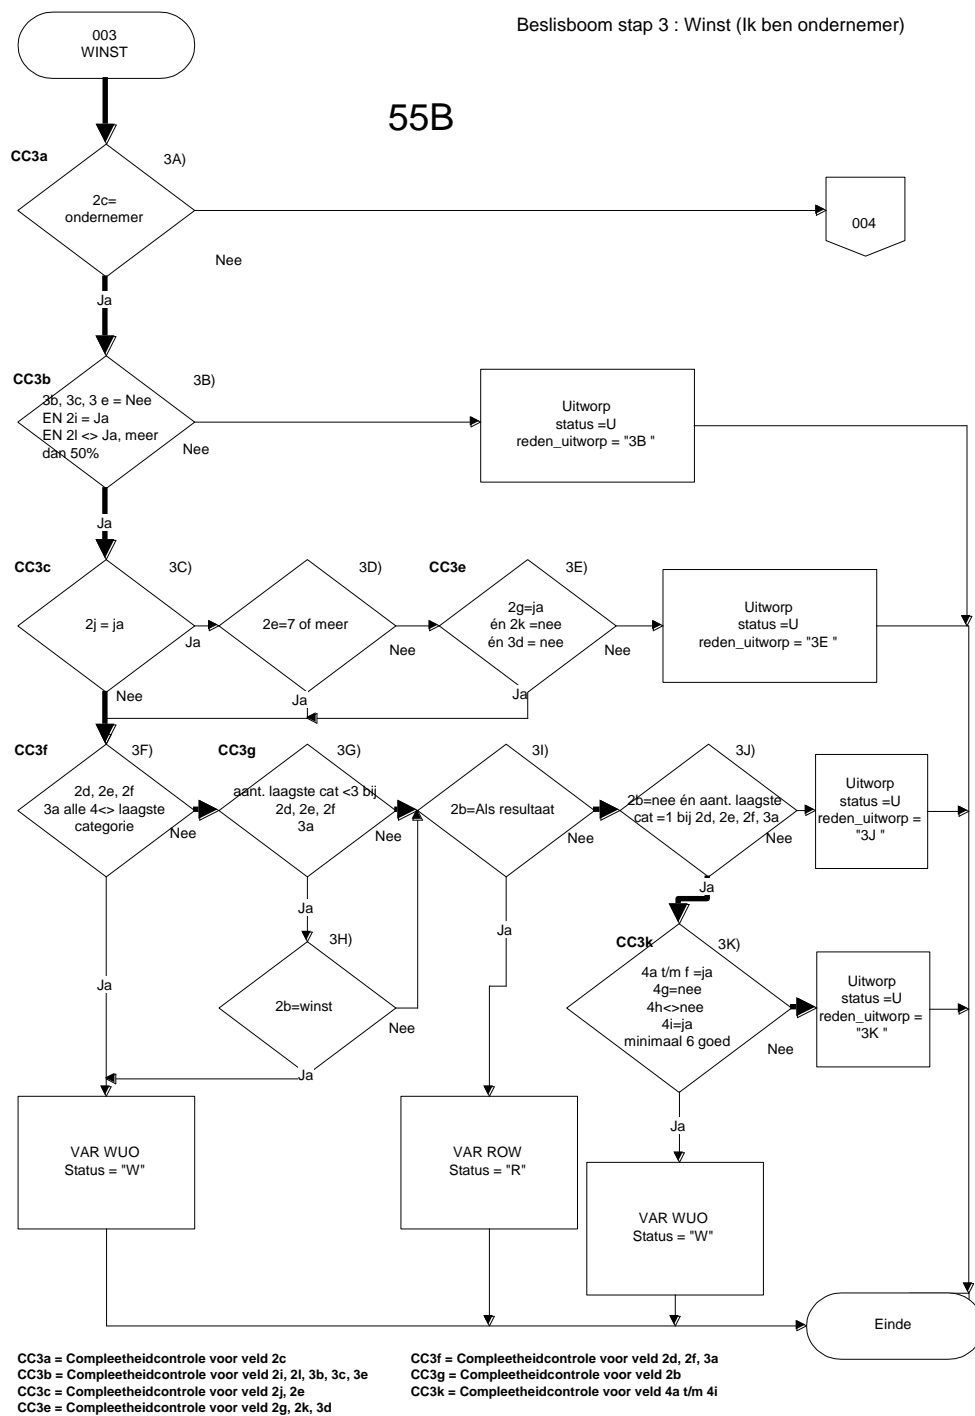 003
WINST
Beslisboom stap 3 : Winst (Ik ben ondernemer)
55B
CC3a
3A)
2c=
ondernemer
004
Nee
Ja
CC3b
3B)
3b, 3c, 3 e = Nee
EN 2i = Ja
EN 2l <> Ja, meer
dan 50%
Nee
Uitworp
status =U
reden_uitworp = "3B "
Ja
CC3c
3C)
2j = ja
Ja
Nee
3D)
2e=7 of meer
Nee
Ja
CC3e
3E)
2g=ja
én 2k =nee
én 3d = nee
Nee
Ja
Uitworp
status =U
reden_uitworp = "3E "
CC3f
3F)
2d, 2e, 2f
3a alle 4<> laagste
categorie
Nee
Ja
CC3g
3G)
aant. laagste cat <3 bij
2d, 2e, 2f
3a
Nee
Ja
3I)
2b=Als resultaat
Nee
Ja
3J)
2b=nee én aant. laagste
cat =1 bij 2d, 2e, 2f, 3a
Nee
Ja
Uitworp
status =U
reden_uitworp =
"3J "
3H)
2b=winst
Nee
Ja
CC3k
3K)
4a t/m f =ja
4g=nee
4h<>nee
4i=ja
minimaal 6 goed
Nee
Ja
Uitworp
status =U
reden_uitworp =
"3K "
VAR WUO
Status = "W"
VAR ROW
Status = "R"
VAR WUO
Status = "W"
Einde
CC3a = Compleetheidcontrole voor veld 2c
CC3b = Compleetheidcontrole voor veld 2i, 2l, 3b, 3c, 3e
CC3c = Compleetheidcontrole voor veld 2j, 2e
CC3e = Compleetheidcontrole voor veld 2g, 2k, 3d
CC3f = Compleetheidcontrole voor veld 2d, 2f, 3a
CC3g = Compleetheidcontrole voor veld 2b
CC3k = Compleetheidcontrole voor veld 4a t/m 4i